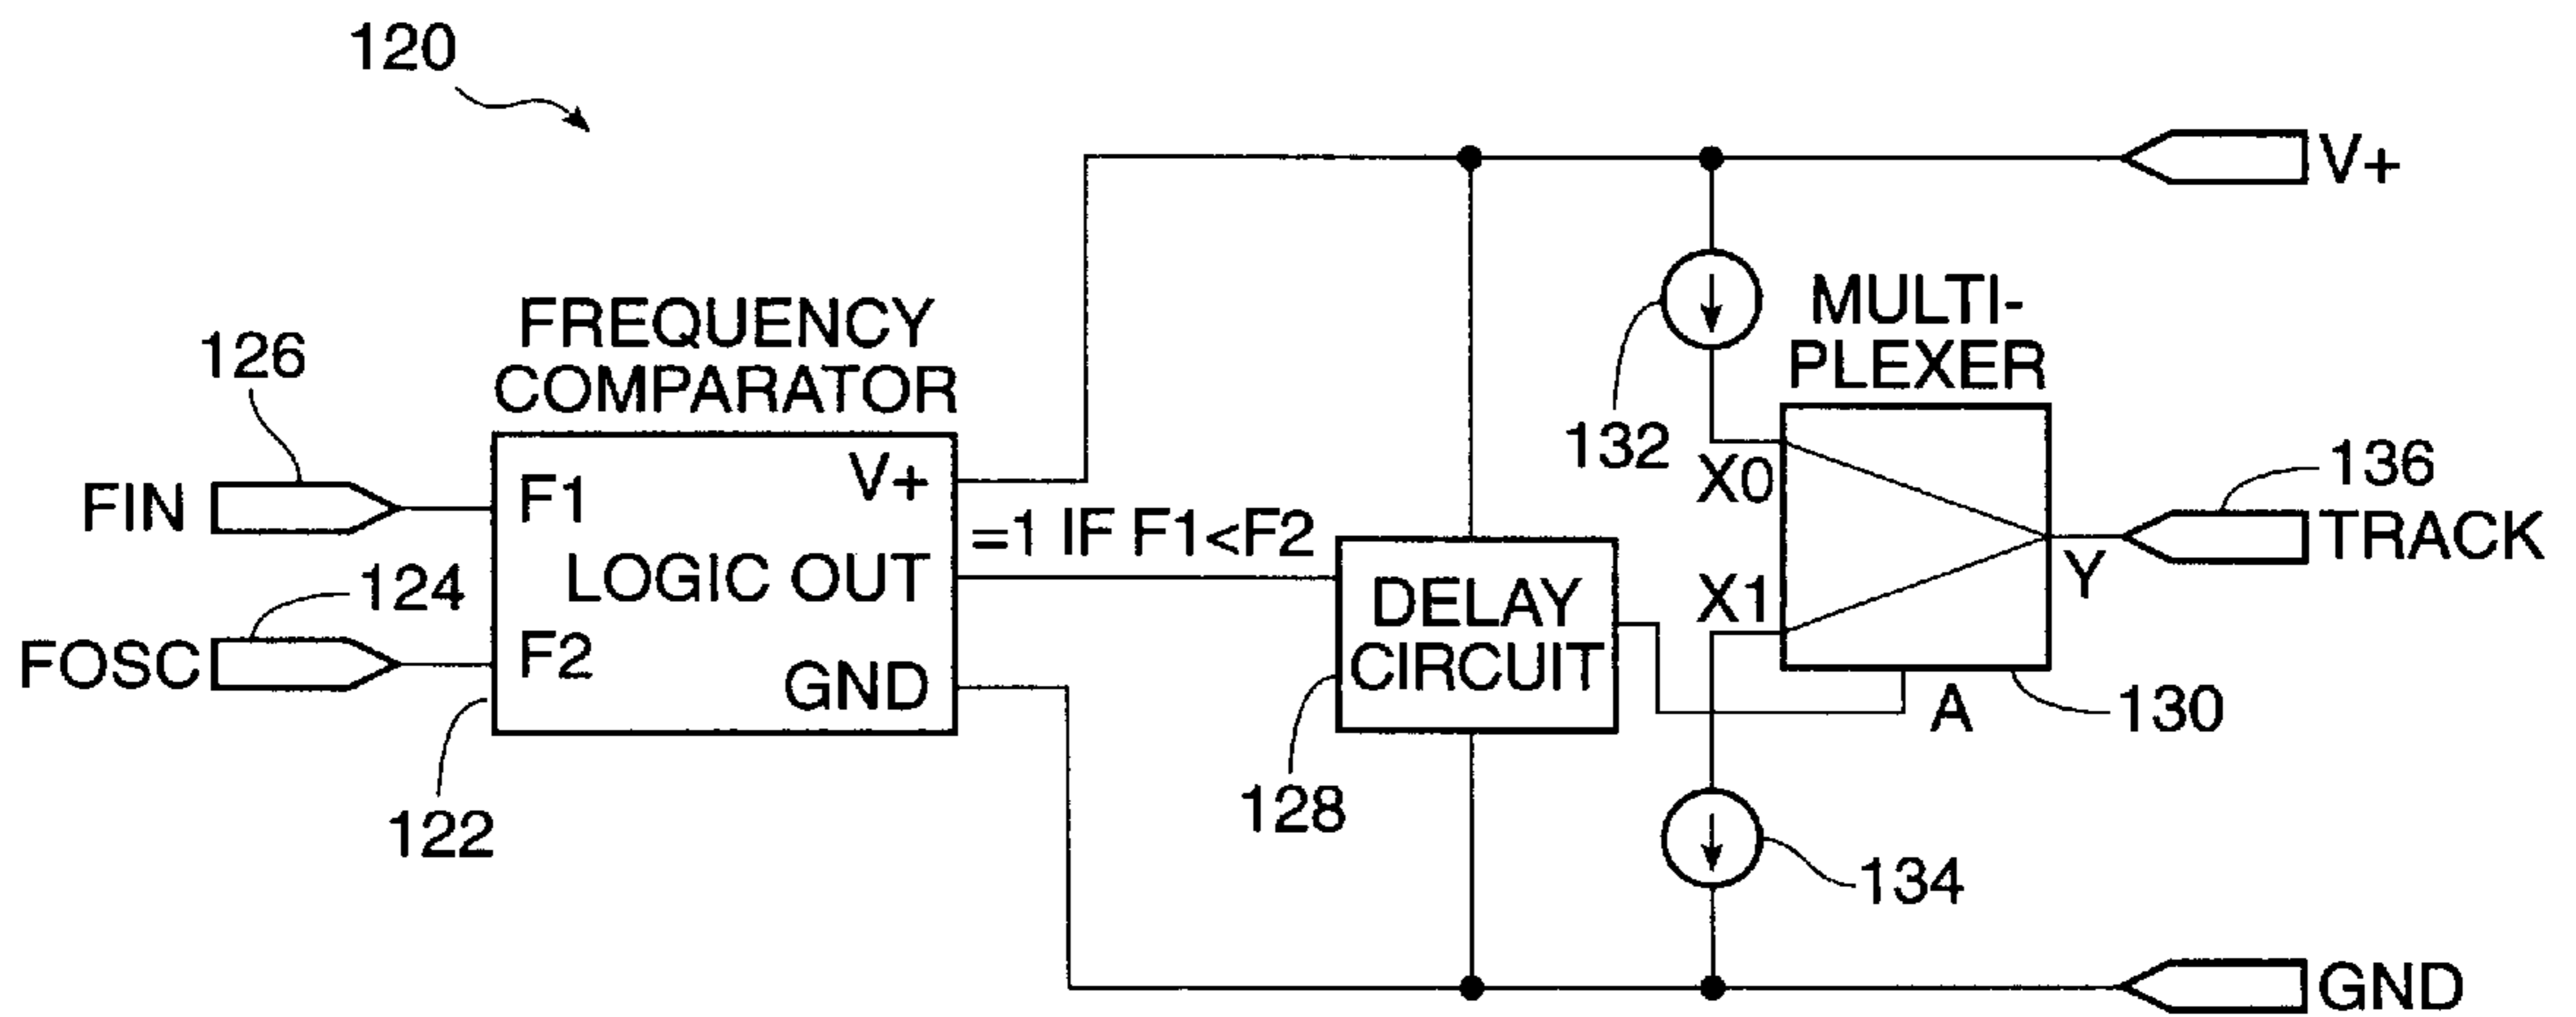 120
V+
FREQUENCY
COMPARATOR
126
FIN
F1
V+
=1 IF F1<F2
LOGIC OUT
124
FOSC
F2
GND
122
DELAY
CIRCUIT
128
132
MULTI-
PLEXER
X0
X1
Y
A
130
136
TRACK
134
GND